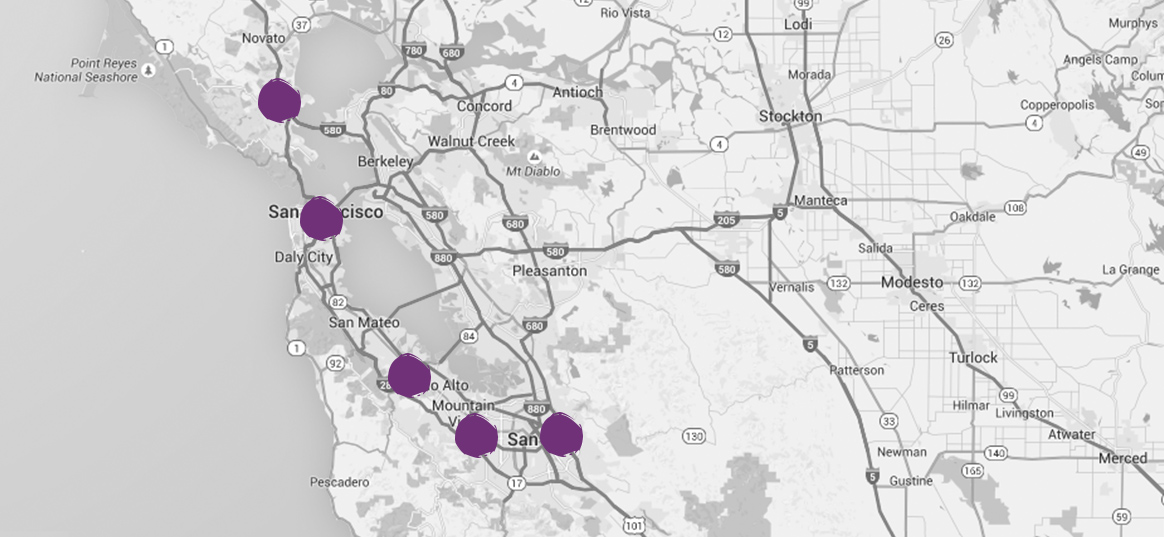 12
Rio Vista
99
Lodi
Murphys
37
Novato
1
12
26
780
680
Point Reyes
National Seashore
Angels Camp
Morada
80
4
Antioch
Concord
Copperopolis
Stockton
4
580
Brentwood
Walnut Creek
4
Berkeley
Mt Diablo
49
Manteca
5
108
Oakdale
San
cisco
580
205
680
Salida
Daly City
880
580
Pleasanton
580
La Grange
Vernalis
132
Modesto
132
82
Ceres
San Mateo
680
84
1
5
92
Turlock
Patterson
o Alto
99
Mountain
880
Hilmar
Livingston
33
San
130
Atwater
Newman
140
Merced
165
5
Gustine
Pescadero
17
59
101